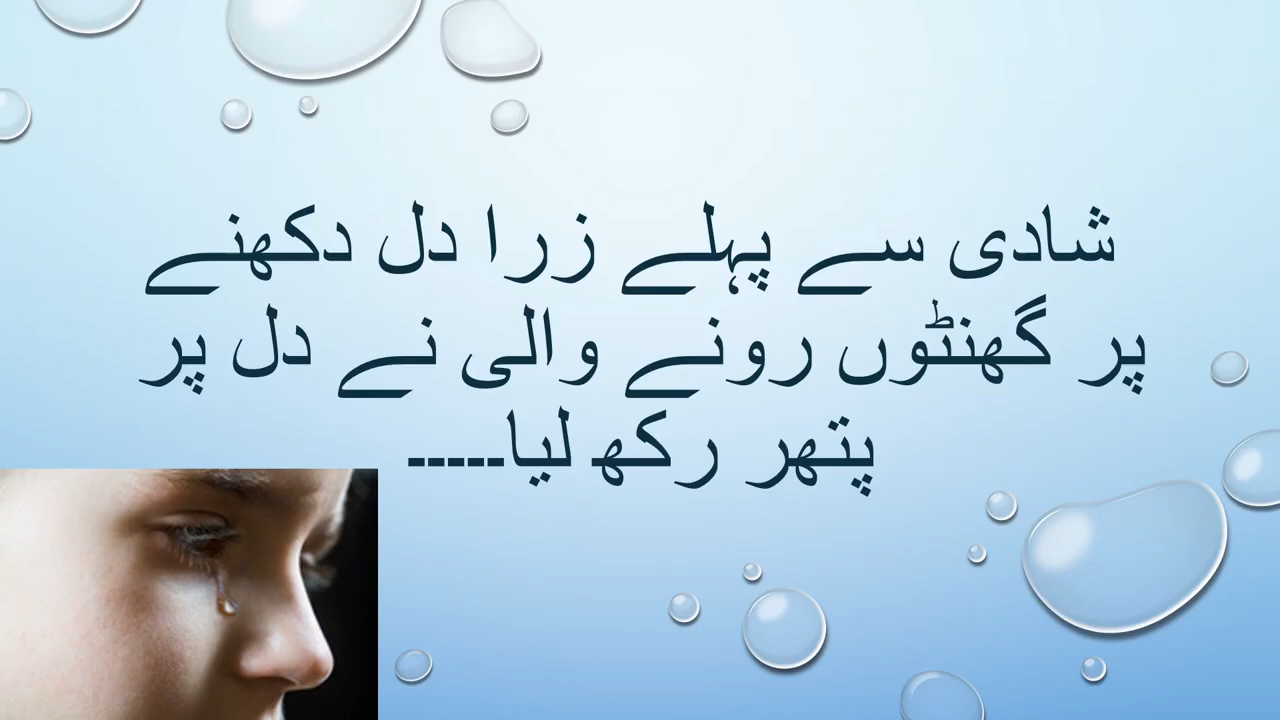 شادی سے پہلے زرا دل دکھنے
پر گھنٹوں رونے والی نے دل پر
پتھر رکھ لیا-----